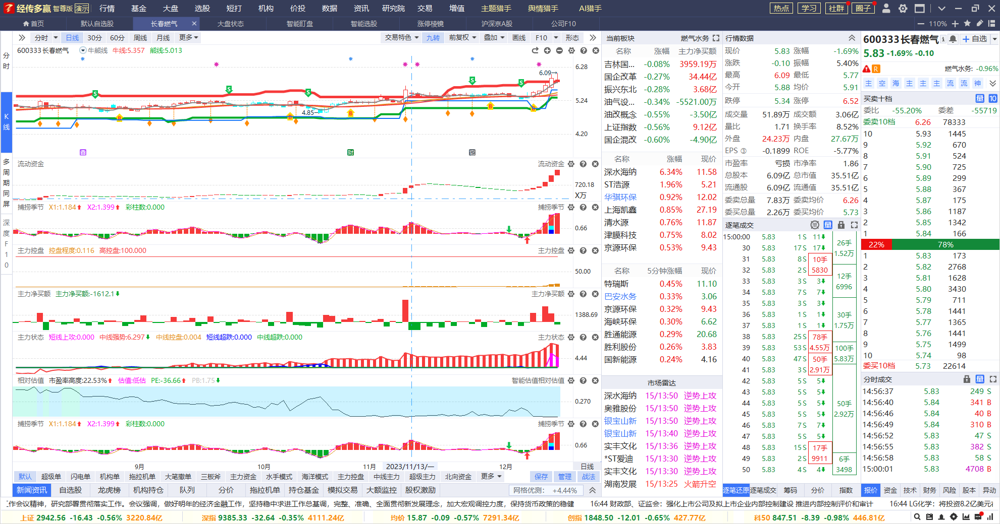 经传多赢 智尊版 演示 行情 基金 大盘 选股 短打 机构 价投 数据 资讯 研究院 交易 增值 主题猎手 舆情猎手 AI猎手 热点 学习 社群 圈子
首页 默认自选股 长春燃气 大盘状态 智能盯盘 智能选股 涨停棱镜 沪深京A股 公司F10 110%
分时
K线
多周期同屏
深度F10
分时 日线 30分 60分 周线 月线 更多 交易特色 九转 前复权 叠加 画线 F10 形态
600333 长春燃气 牛熊线 牛线:5.357 熊线:5.013
6.28
6.09
5.24
4.85
4.20
流动资金 流动资金
720.18
X万
捕捞季节 X1:1.184 X2:1.399 彩柱数:0.000 捕捞季节
0.66
主力控盘 控盘程度:0.116 高控盘:100.000 主力控盘
50.00
主力净买额 主力净买额:-1612.1 主力净买额
1388.69
主力状态 短线上攻:0.000 中线强势:6.297 中线控盘:0.004 短线超跌:0.000 中线超跌:0.000 主力状态
4.44
相对估值 市盈率高度:22.53% 估值:低估 PE:-36.66 PB:1.75 智能估值相对估值
0.270
捕捞季节 X1:1.184 X2:1.399 彩柱数:0.000 捕捞季节
0.66
9月 10月 11月 2023/11/13/一 12月 日线
默认 超级单 闪电单 机构单 拖拉机单 大笔撤单 三板斧 主力资金 水手模式 海洋模式 主力控盘 中线主力 超级主力 北向资金 更多 保存 管理 战法
新闻资讯 自选股 龙虎榜 机构持仓 队列 分价 拖拉机单 持仓基金 模拟交易 大额监控 股权激励 网格优测: +4.44%
当前板块 燃气水务
名称 涨幅 主力净买额
吉林国... -0.08% 3959.19万
国企改革 -0.27% 34.44亿
振兴东北 -0.28% 3.68亿
油气设... -0.34% -5521.00万
油改概念 -0.55% -3.50亿
上证指数 -0.56% 9.12亿
国企混改 -0.60% -4.90亿
名称 涨幅 现价
深水海纳 6.34% 11.58
ST浩源 1.96% 5.21
华骐环保 0.92% 12.02
上海凯鑫 0.85% 27.19
清水源 0.76% 11.87
津膜科技 0.75% 8.02
京源环保 0.53% 9.43
名称 5分钟涨幅 现价
特瑞斯 0.45% 11.10
巴安水务 0.33% 3.06
京源环保 0.32% 9.43
海峡环保 0.30% 6.62
胜通能源 0.29% 20.68
胜利股份 0.26% 3.83
国新能源 0.24% 4.16
市场雷达
深水海纳 15/13:50 逆势上攻
奥雅股份 15/13:50 逆势上攻
银宝山新 15/13:50 逆势上攻
银宝山新 15/13:40 逆势上攻
实丰文化 15/13:36 逆势上攻
*ST爱迪 15/13:30 逆势上攻
实丰文化 15/13:30 逆势上攻
湖南发展 15/13:25 火箭升空
行情数据
现价 5.83 涨幅 -1.69%
涨跌 -0.10 振幅 5.40%
最高 6.09 最低 5.77
今开 5.88 均价 5.91
跌停 5.34 涨停 6.52
成交量 51.89万 成交额 3.06亿
量比 1.71 换手率 8.52%
外盘 24.23万 内盘 27.67万
EPS ③ -0.1899 ROE -5.77%
市盈率 亏损 市净率 1.86
总股本 6.09亿 总市值 35.51亿
流通股 6.09亿 流通值 35.51亿
委卖总量 7.83万 委卖均价 6.26
委买总量 2.26万 委买均价 5.73
逐笔成交 单 量
15:00:00 5.83 1 S 11
30 5.83 17 S 17
31 5.83 8 S 10手
32 5.83 2 S 5830
33 5.83 3 S 3
34 5.83 7 S 7
35 5.83 3 S 3
36 5.83 1 S 1
37 5.83 1 S 1
38 5.83 25 S 78手
39 5.83 53 S 4.55万
40 5.83 47 S 50手
41 5.83 3 S 2.91万
42 5.83 5 S 5
43 5.83 5 S 5
44 5.83 5 S 5
45 5.83 5 S 5
46 5.83 7 S 7
47 5.83 5 S 5
48 5.83 15 S 17手
49 5.83 2 S 9911
50 5.83 4 S 4
26手
1.52万
12手
6996
30手
1.75万
100手
5.83万
50手
2.92万
6手
3498
逐笔还原 逐笔成交 筹码 分价 指数
600333 长春燃气 自选
5.83 -1.69% -0.10
R 燃气水务: -0.96%
主 空 海 主 主 主 流 流 神
买卖十档 量 10
委比 -55.20% 委差 -55719
委卖10档 6.26 78333
10 5.93 1445
9 5.92 670
8 5.91 524
7 5.90 725
6 5.89 299
5 5.88 367
4 5.87 175
3 5.86 1187
2 5.85 1342
1 5.84 166
22% 78%
1 5.83 173
2 5.82 2768
3 5.81 1628
4 5.80 3430
5 5.79 711
6 5.78 1441
7 5.77 1365
8 5.76 1441
9 5.75 1499
10 5.74 98
委买10档 5.73 22614
分时成交 量
14:56:37 5.83 249 S
14:56:40 5.84 341 B
14:56:46 5.84 40 B
14:56:49 5.84 310 B
14:56:52 5.83 47 S
14:56:55 5.83 382 S
14:56:58 5.83 58 S
15:00:01 5.83 4708 B
报价 资金 技术 财务 风险 股本 异动
工作会议精神，研究部署贯彻落实工作。会议强调，做好明年的经济金融工作，坚持稳中求进工作总基调，完整、准确、全面贯彻新发展理念，加大宏观调控力度，保持货币政策的稳健 16:44 财政部、证监会：强化上市公司及拟上市企业内部控制建设 推进内部控制评价和审计 16:44 LG化学：将投资8.2亿美元
上证 2942.56 -16.43 -0.56% 3220.84亿 深指 9385.33 -32.64 -0.35% 4111.24亿 均价 15.87 -0.09 -0.57% 7291.34亿 创指 1848.50 -12.01 -0.65% 427.77亿 科50 847.51 -8.39 -0.98% 446.81亿